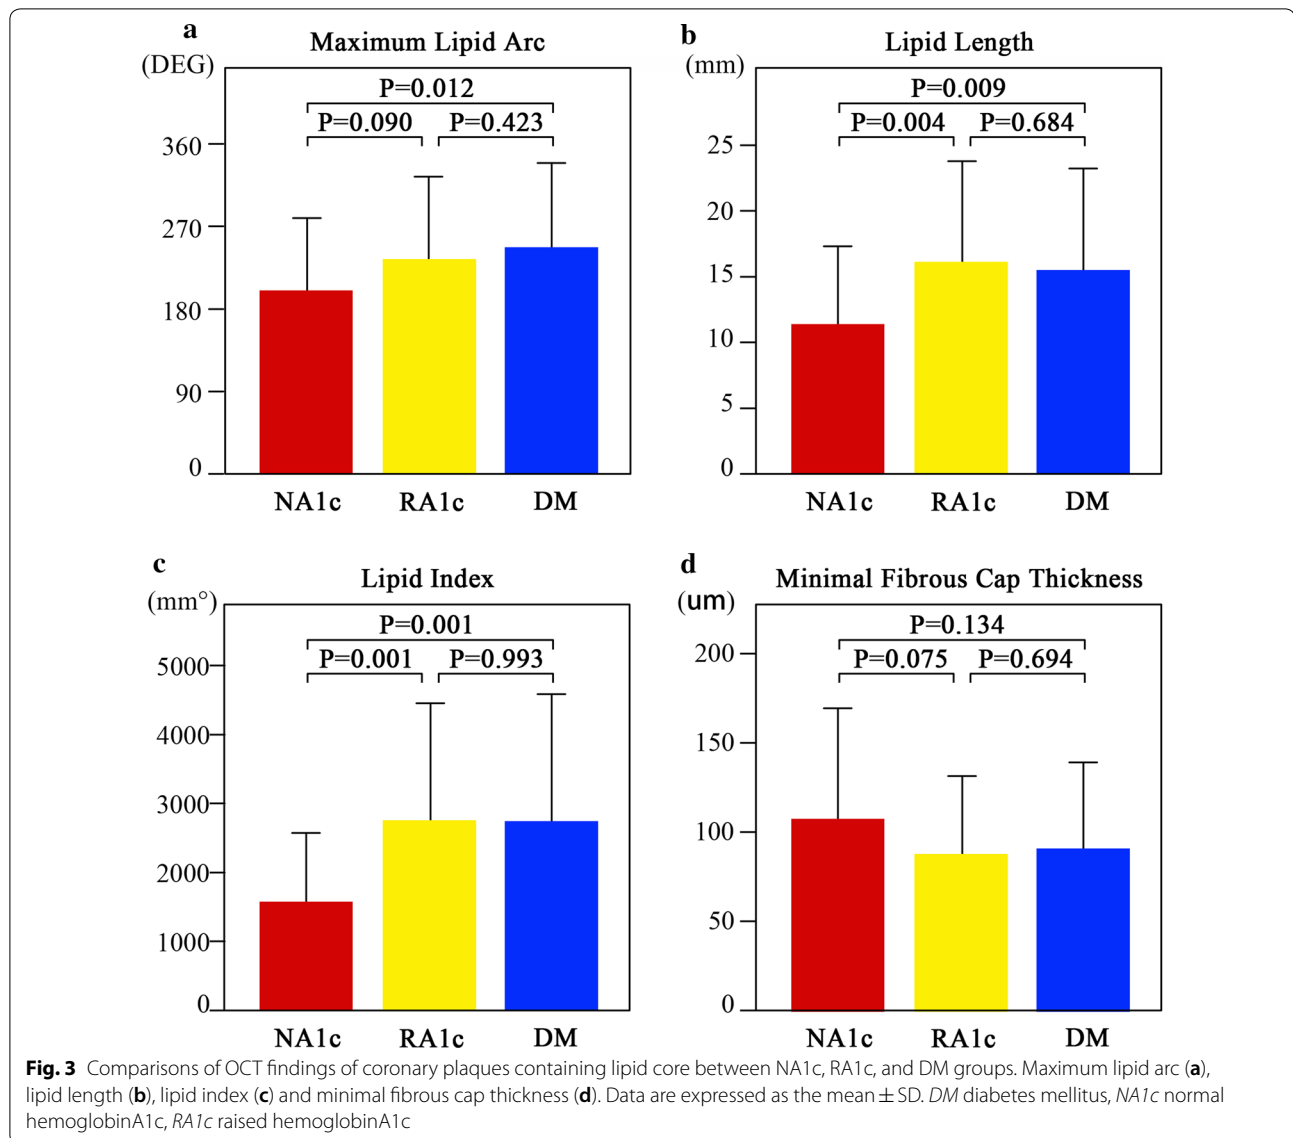 a
Maximum Lipid Arc
(DEG)
P=0.012
P=0.090 P=0.423
360
270
180
90
0
NA1c RA1c DM
b
Lipid Length
(mm)
P=0.009
P=0.004 P=0.684
25
20
15
10
5
0
NA1c RA1c DM
c
Lipid Index
(mm°)
P=0.001
P=0.001 P=0.993
5000
4000
3000
2000
1000
0
NA1c RA1c DM
d
Minimal Fibrous Cap Thickness
(um)
P=0.134
P=0.075 P=0.694
200
150
100
50
0
NA1c RA1c DM
Fig. 3 Comparisons of OCT findings of coronary plaques containing lipid core between NA1c, RA1c, and DM groups. Maximum lipid arc (a),
lipid length (b), lipid index (c) and minimal fibrous cap thickness (d). Data are expressed as the mean ± SD. DM diabetes mellitus, NA1c normal
hemoglobinA1c, RA1c raised hemoglobinA1c